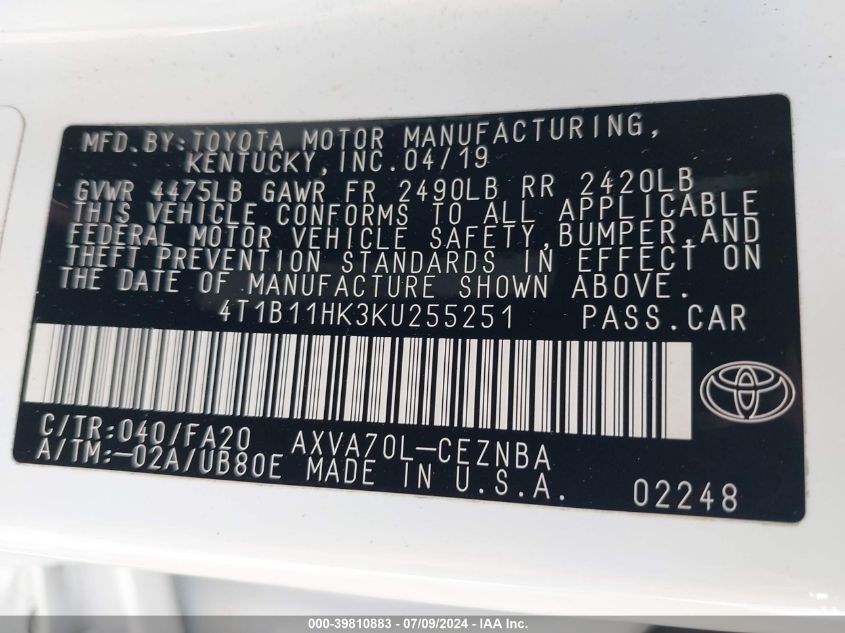 MFD. BY: TOYOTA MOTOR MANUFACTURING,
KENTUCKY, INC. 04/19
GVWR 4475LB GAWR FR 2490LB RR 2420LB
THIS VEHICLE CONFORMS TO ALL APPLICABLE
FEDERAL MOTOR VEHICLE SAFETY, BUMPER, AND
THEFT PREVENTION STANDARDS IN EFFECT ON
THE DATE OF MANUFACTURE SHOWN ABOVE.
4T1B11HK3KU255251 PASS. CAR
C/TR: 040/FA20 AXVA70L-CEZNBA
A/TM: -02A/UB80E MADE IN U.S.A. 02248
000-39810883 / 07/09/2024 - IAA Inc.